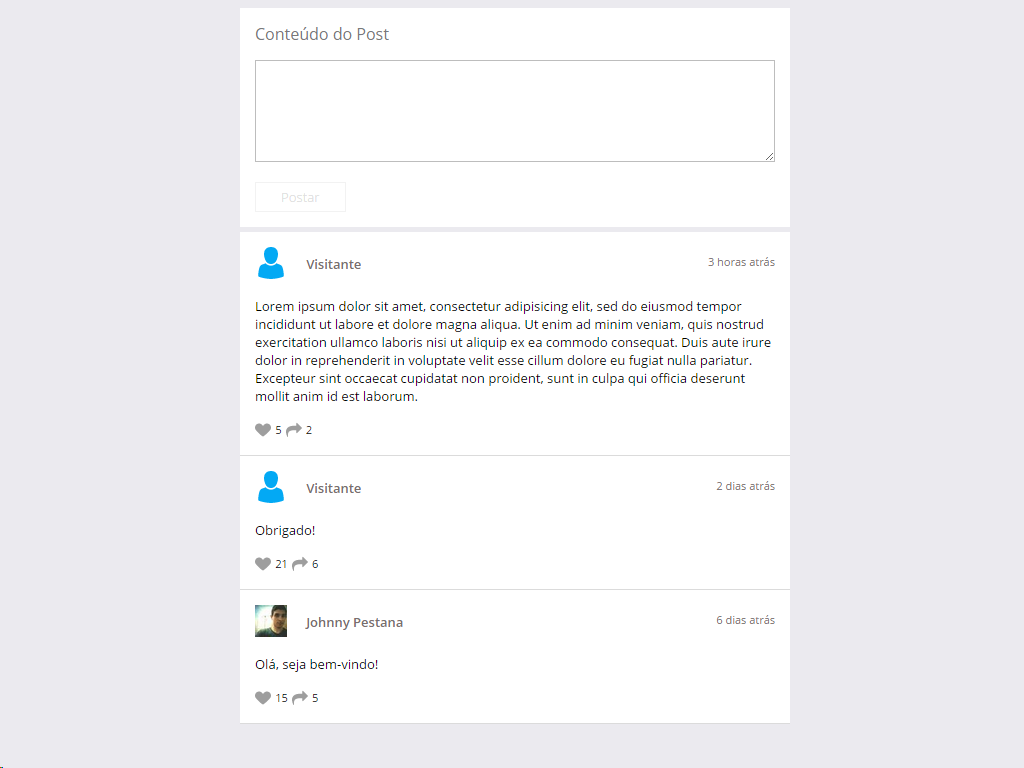 Conteúdo do Post
Postar
Visitante
3 horas atrás
Lorem ipsum dolor sit amet, consectetur adipisicing elit, sed do eiusmod tempor
incididunt ut labore et dolore magna aliqua. Ut enim ad minim veniam, quis nostrud
exercitation ullamco laboris nisi ut aliquip ex ea commodo consequat. Duis aute irure
dolor in reprehenderit in voluptate velit esse cillum dolore eu fugiat nulla pariatur.
Excepteur sint occaecat cupidatat non proident, sunt in culpa qui officia deserunt
mollit anim id est laborum.
5 2
Visitante
2 dias atrás
Obrigado!
21 6
Johnny Pestana
6 dias atrás
Olá, seja bem-vindo!
15 5